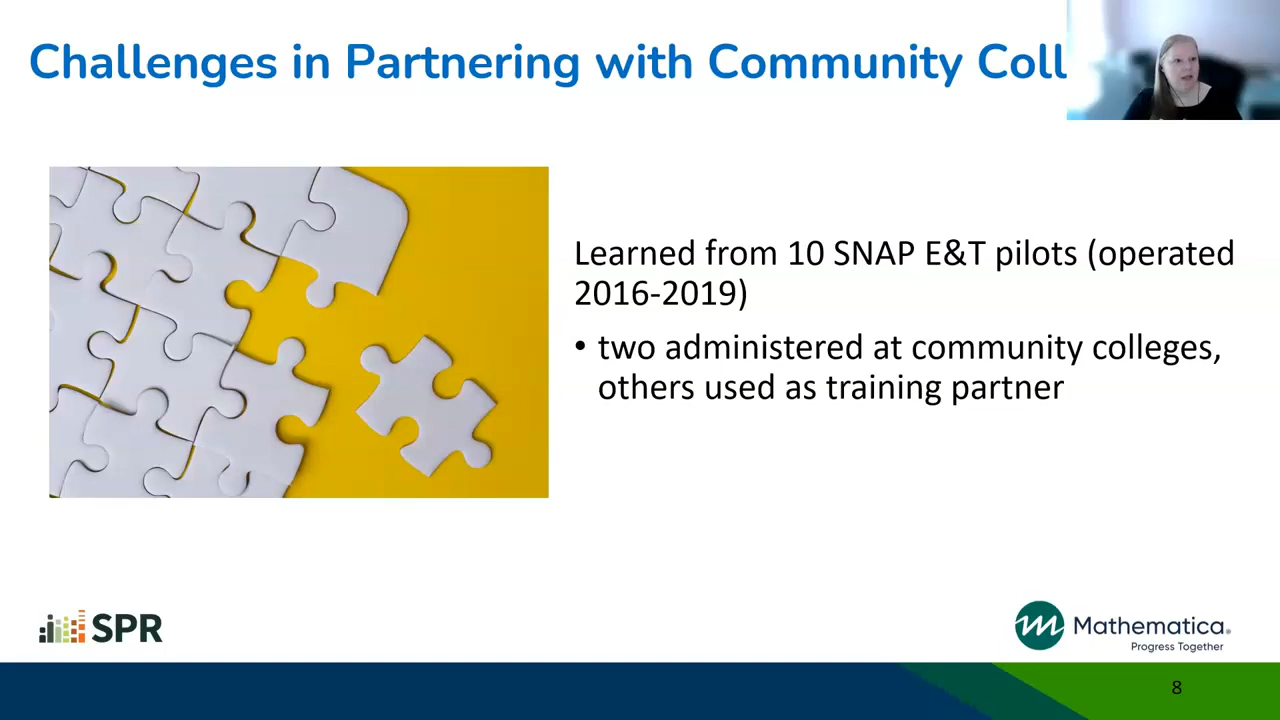 Challenges in Partnering with Community Coll
Learned from 10 SNAP E&T pilots (operated
2016-2019)
• two administered at community colleges,
others used as training partner
SPR
Mathematica®
Progress Together
8